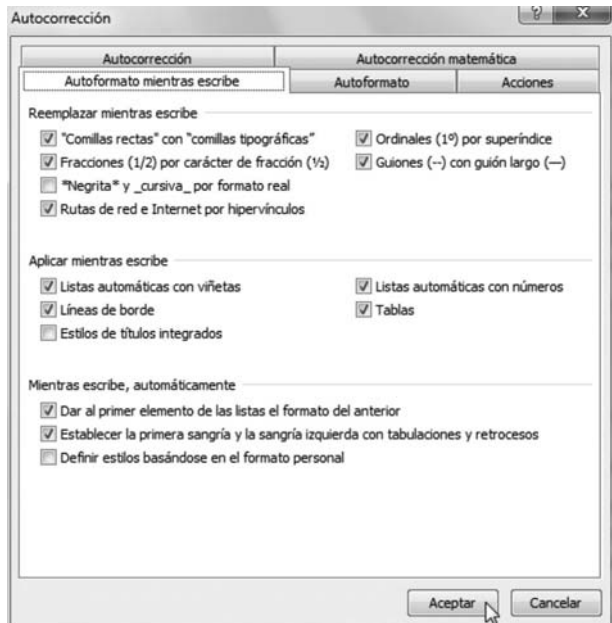 Autocorrección
Autocorrección Autocorrección matemática
Autoformato mientras escribe Autoformato Acciones
Reemplazar mientras escribe
"Comillas rectas" con “comillas tipográficas” Ordinales (1º) por superíndice
Fracciones (1/2) por carácter de fracción (½) Guiones (--) con guión largo (—)
*Negrita* y _cursiva_ por formato real
Rutas de red e Internet por hipervínculos
Aplicar mientras escribe
Listas automáticas con viñetas Listas automáticas con números
Líneas de borde Tablas
Estilos de títulos integrados
Mientras escribe, automáticamente
Dar al primer elemento de las listas el formato del anterior
Establecer la primera sangría y la sangría izquierda con tabulaciones y retrocesos
Definir estilos basándose en el formato personal
Aceptar Cancelar